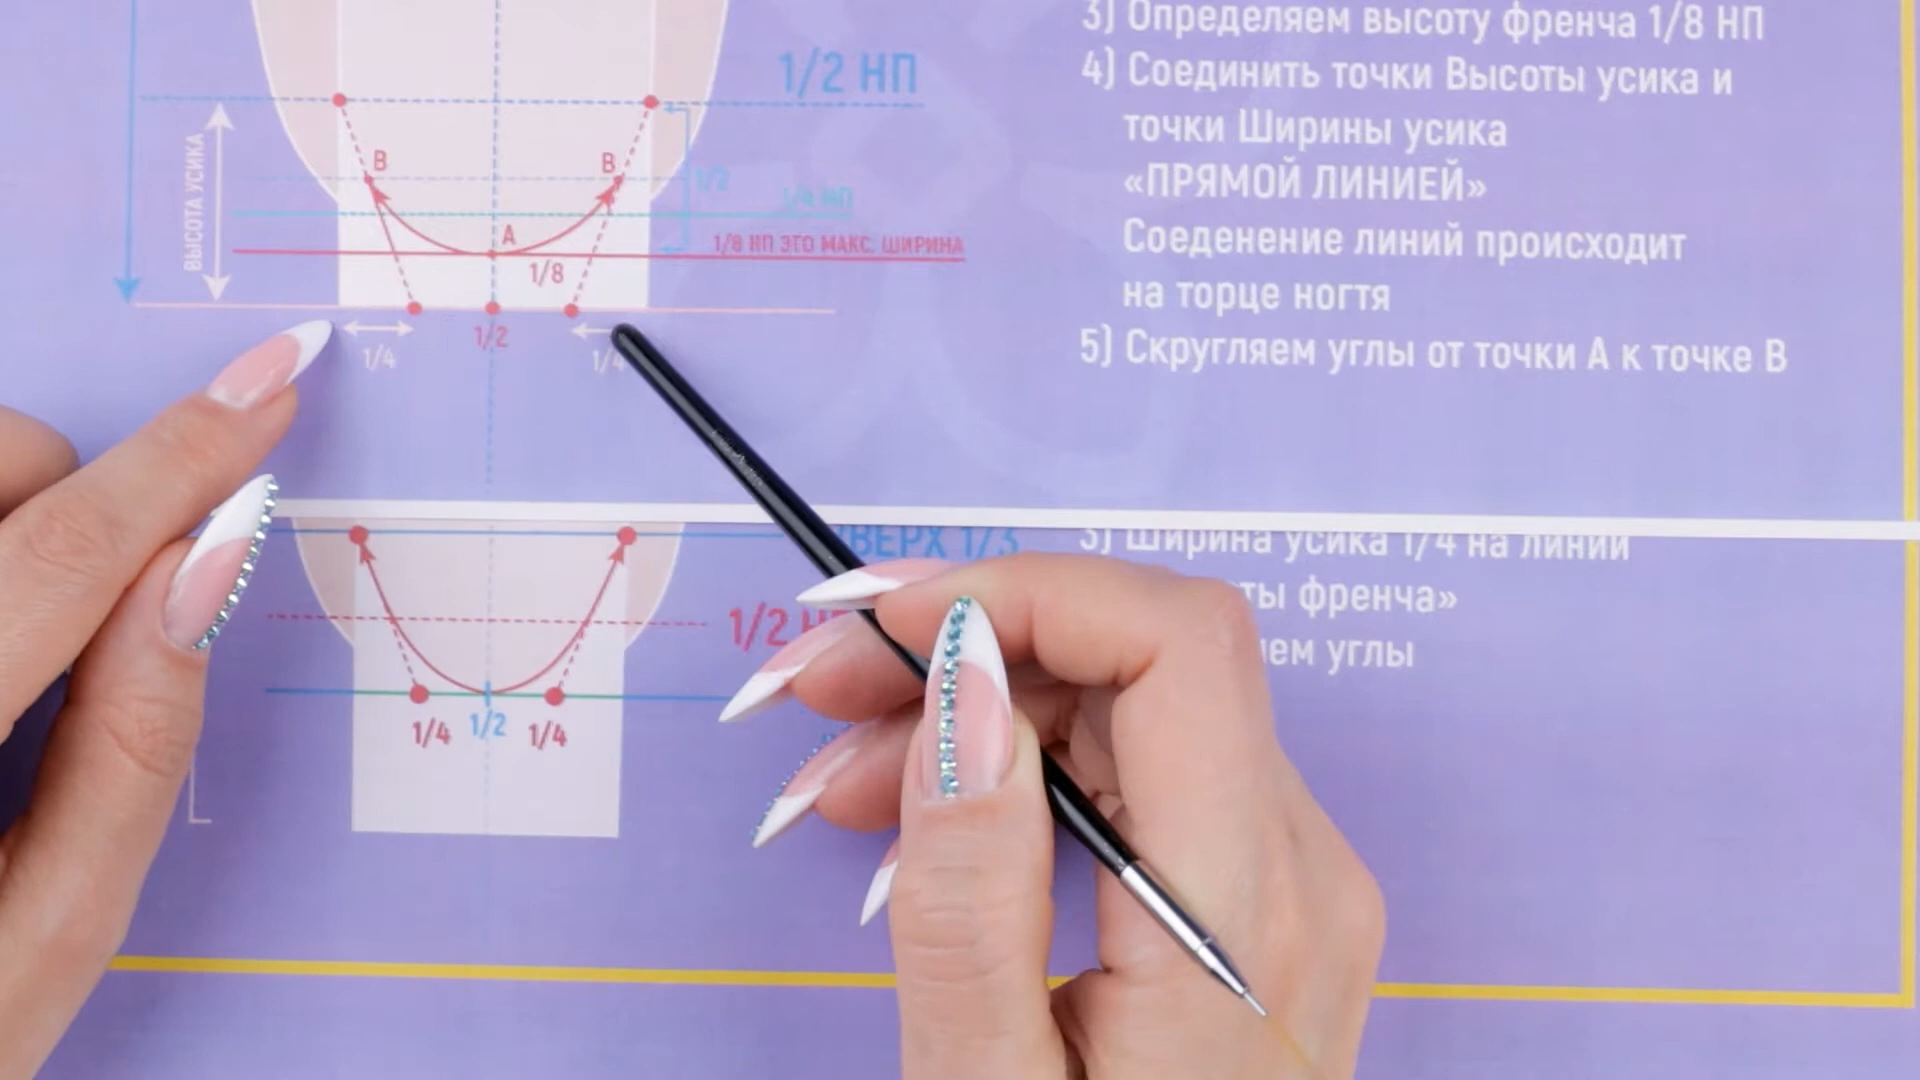 3) Определяем высоту френча 1/8 НП
4) Соединить точки Высоты усика и
точки Ширины усика
«ПРЯМОЙ ЛИНИЕЙ»
Соеденение линий происходит
на торце ногтя
5) Скругляем углы от точки А к точке В
1/2 НП
ВЫСОТА УСИКА
В
В
1/2
1/4 НП
А
1/8 НП ЭТО МАКС. ШИРИНА
1/8
1/4
1/2
1/4
ВЕРХ 1/3
3) Ширина усика 1/4 на линии
френча»
углы
1/2
1/4
1/2
1/4